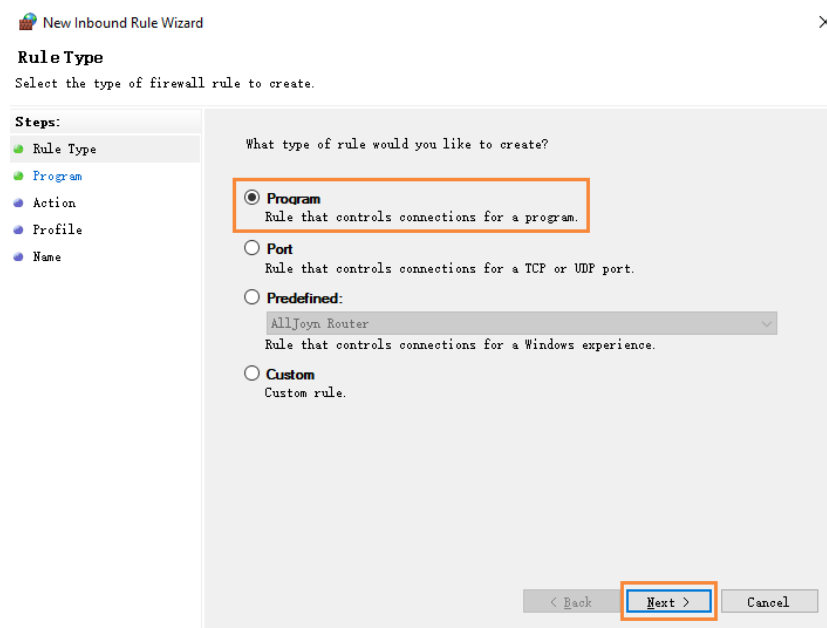 New Inbound Rule Wizard
Rule Type
Select the type of firewall rule to create.
Steps:
Rule Type
Program
Action
Profile
Name
What type of rule would you like to create?
Program
Rule that controls connections for a program.
Port
Rule that controls connections for a TCP or UDP port.
Predefined:
AllJoyn Router
Rule that controls connections for a Windows experience.
Custom
Custom rule.
< Back
Next >
Cancel